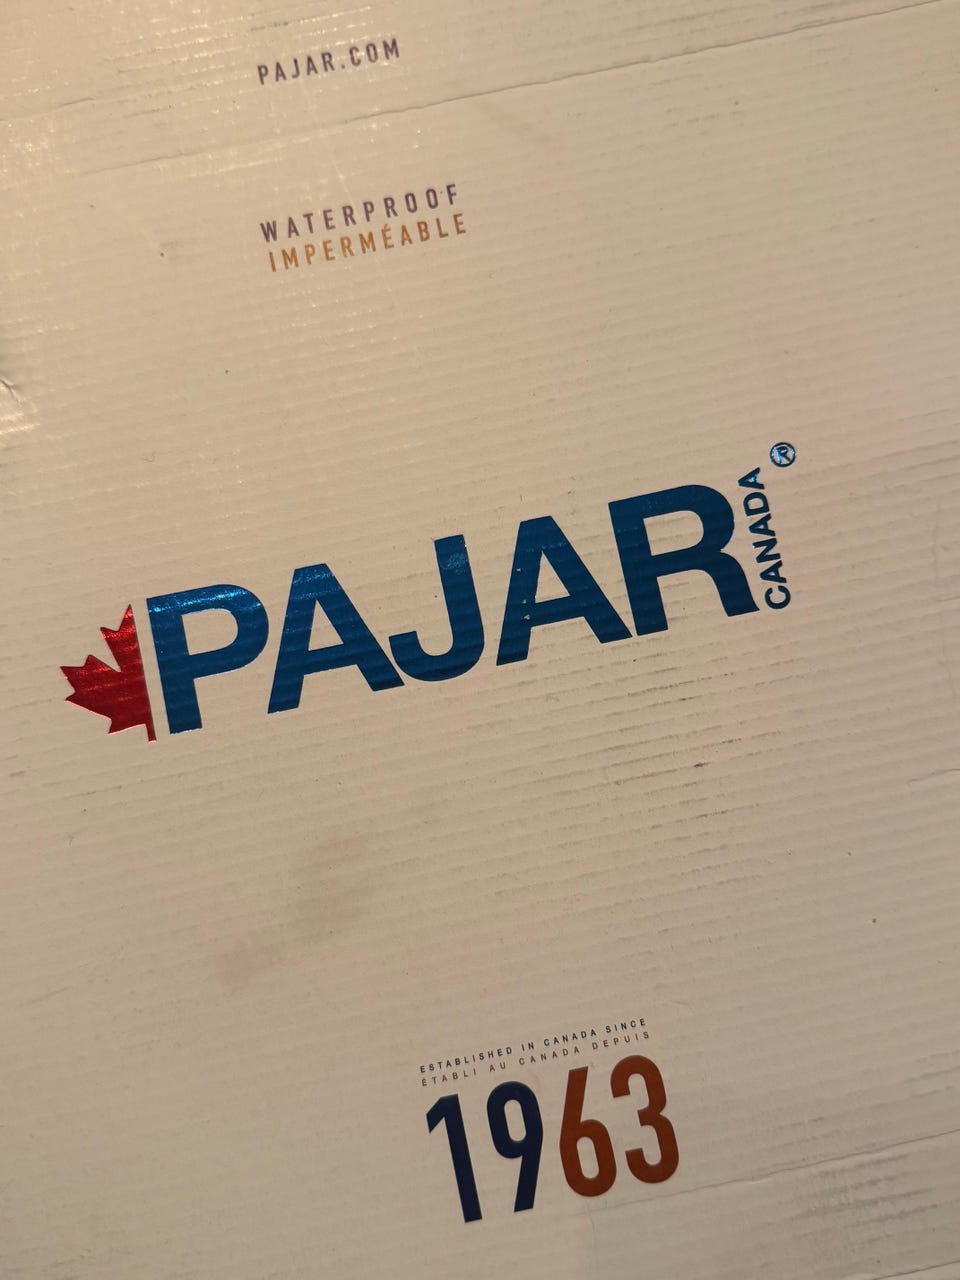 PAJAR.COM
WATERPROOF
IMPERMÉABLE
PAJAR
CANADA
®
ESTABLISHED IN CANADA SINCE
ÉTABLI AU CANADA DEPUIS
1963